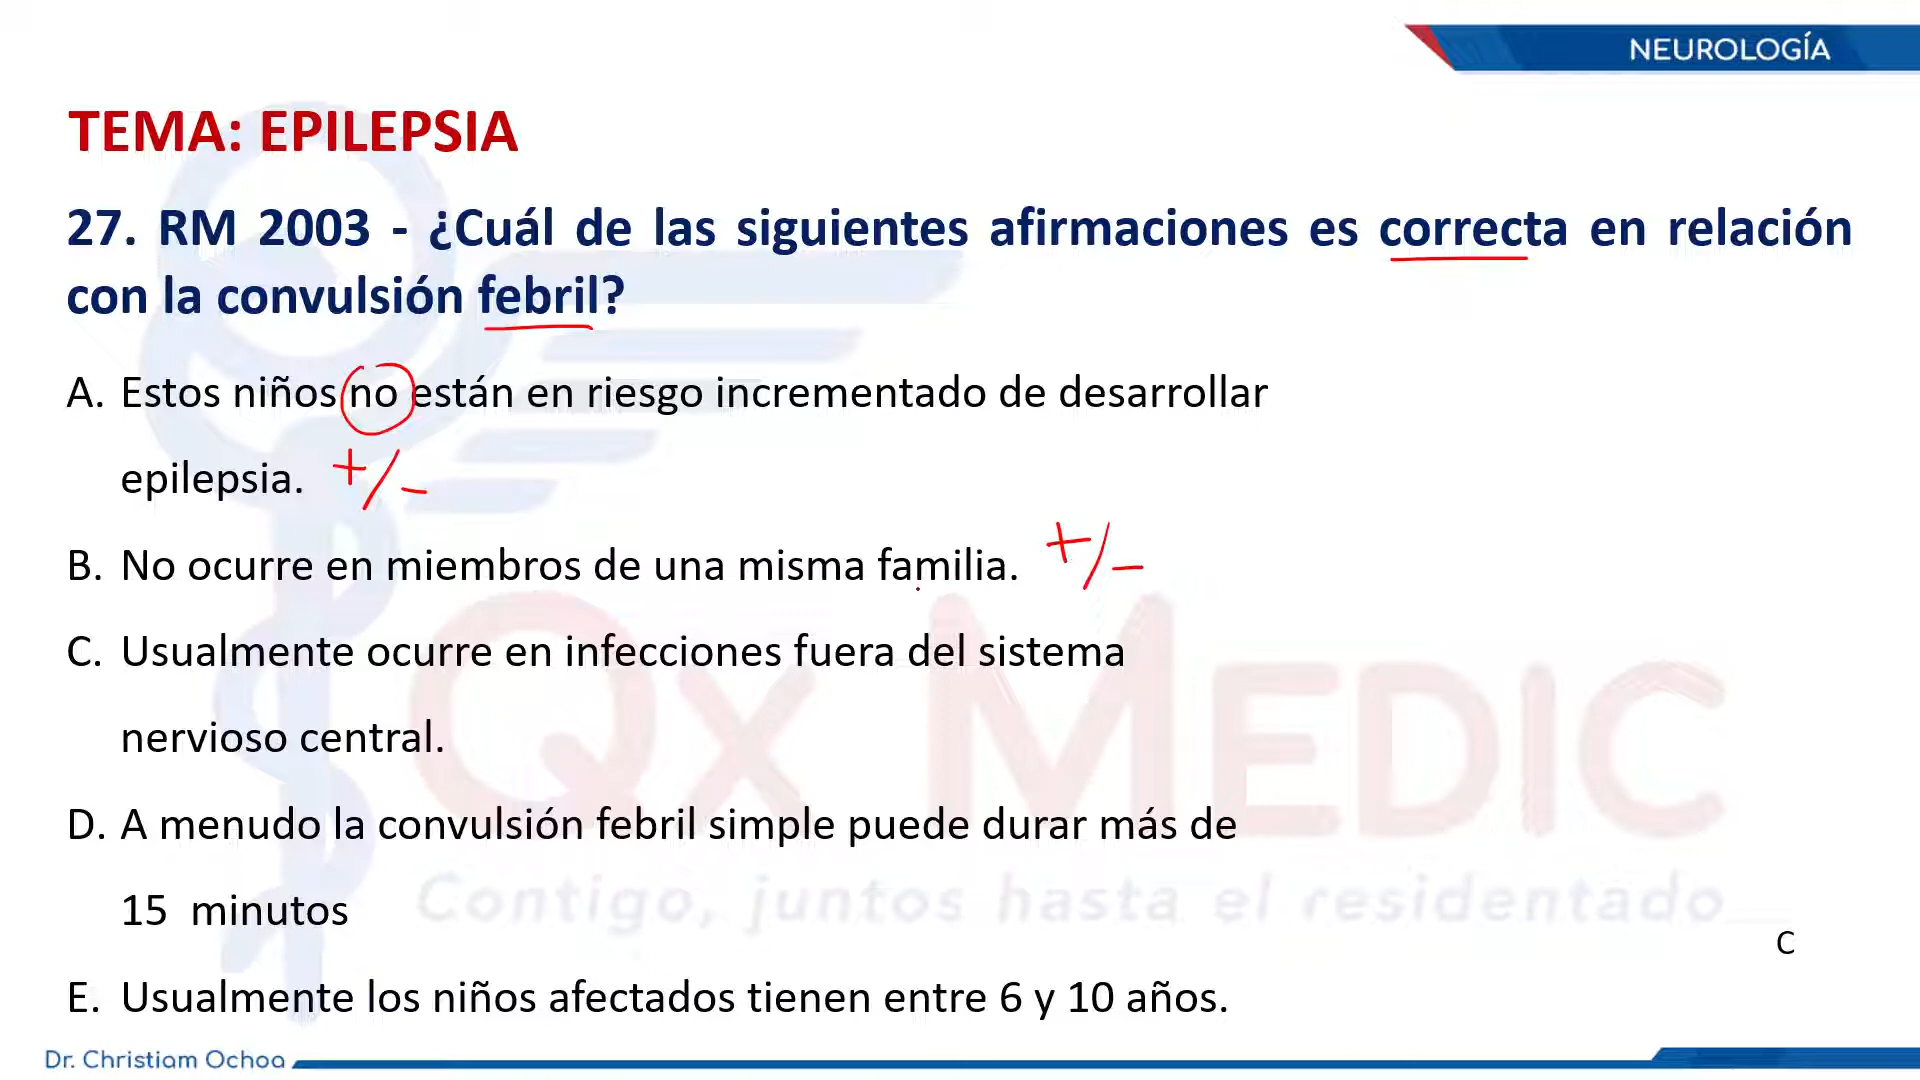 NEUROLOGÍA
TEMA: EPILEPSIA
27. RM 2003 - ¿Cuál de las siguientes afirmaciones es correcta en relación
con la convulsión febril?
A. Estos niños no están en riesgo incrementado de desarrollar
epilepsia. +/-
B. No ocurre en miembros de una misma familia. +/-
C. Usualmente ocurre en infecciones fuera del sistema
nervioso central.
QX MEDIC
D. A menudo la convulsión febril simple puede durar más de
15 minutos
Contigo, juntos hasta el residentado
C
E. Usualmente los niños afectados tienen entre 6 y 10 años.
Dr. Christiam Ochoa